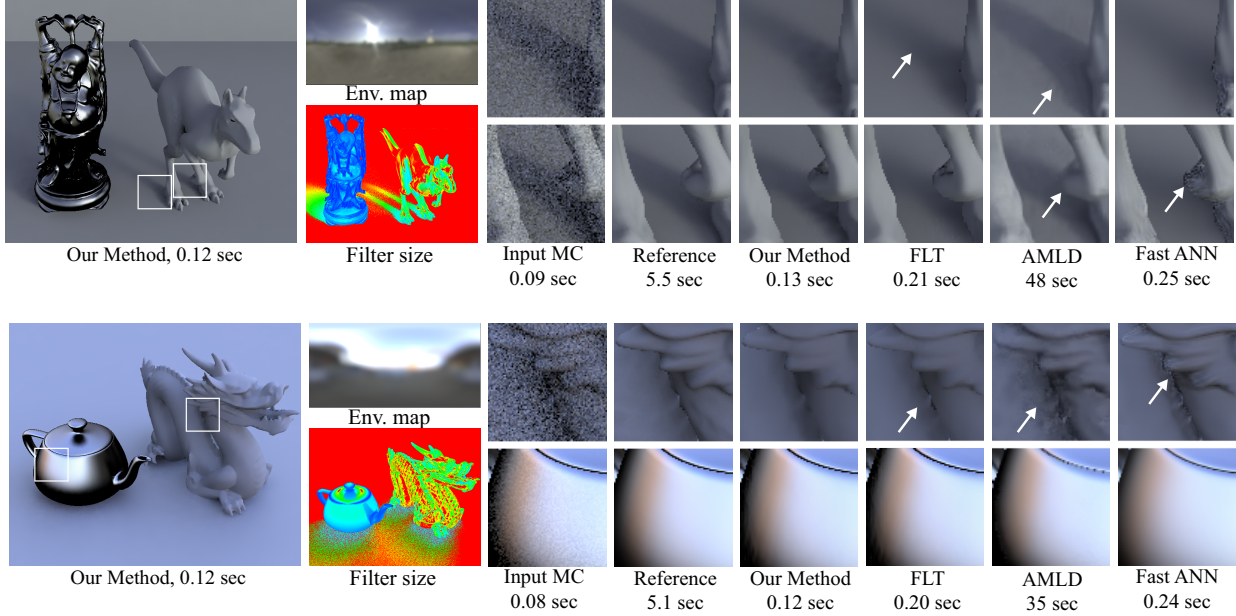 Env. map
Our Method, 0.12 sec
Filter size
Input MC
0.09 sec
Reference
5.5 sec
Our Method
0.13 sec
FLT
0.21 sec
AMLD
48 sec
Fast ANN
0.25 sec
Env. map
Our Method, 0.12 sec
Filter size
Input MC
0.08 sec
Reference
5.1 sec
Our Method
0.12 sec
FLT
0.20 sec
AMLD
35 sec
Fast ANN
0.24 sec